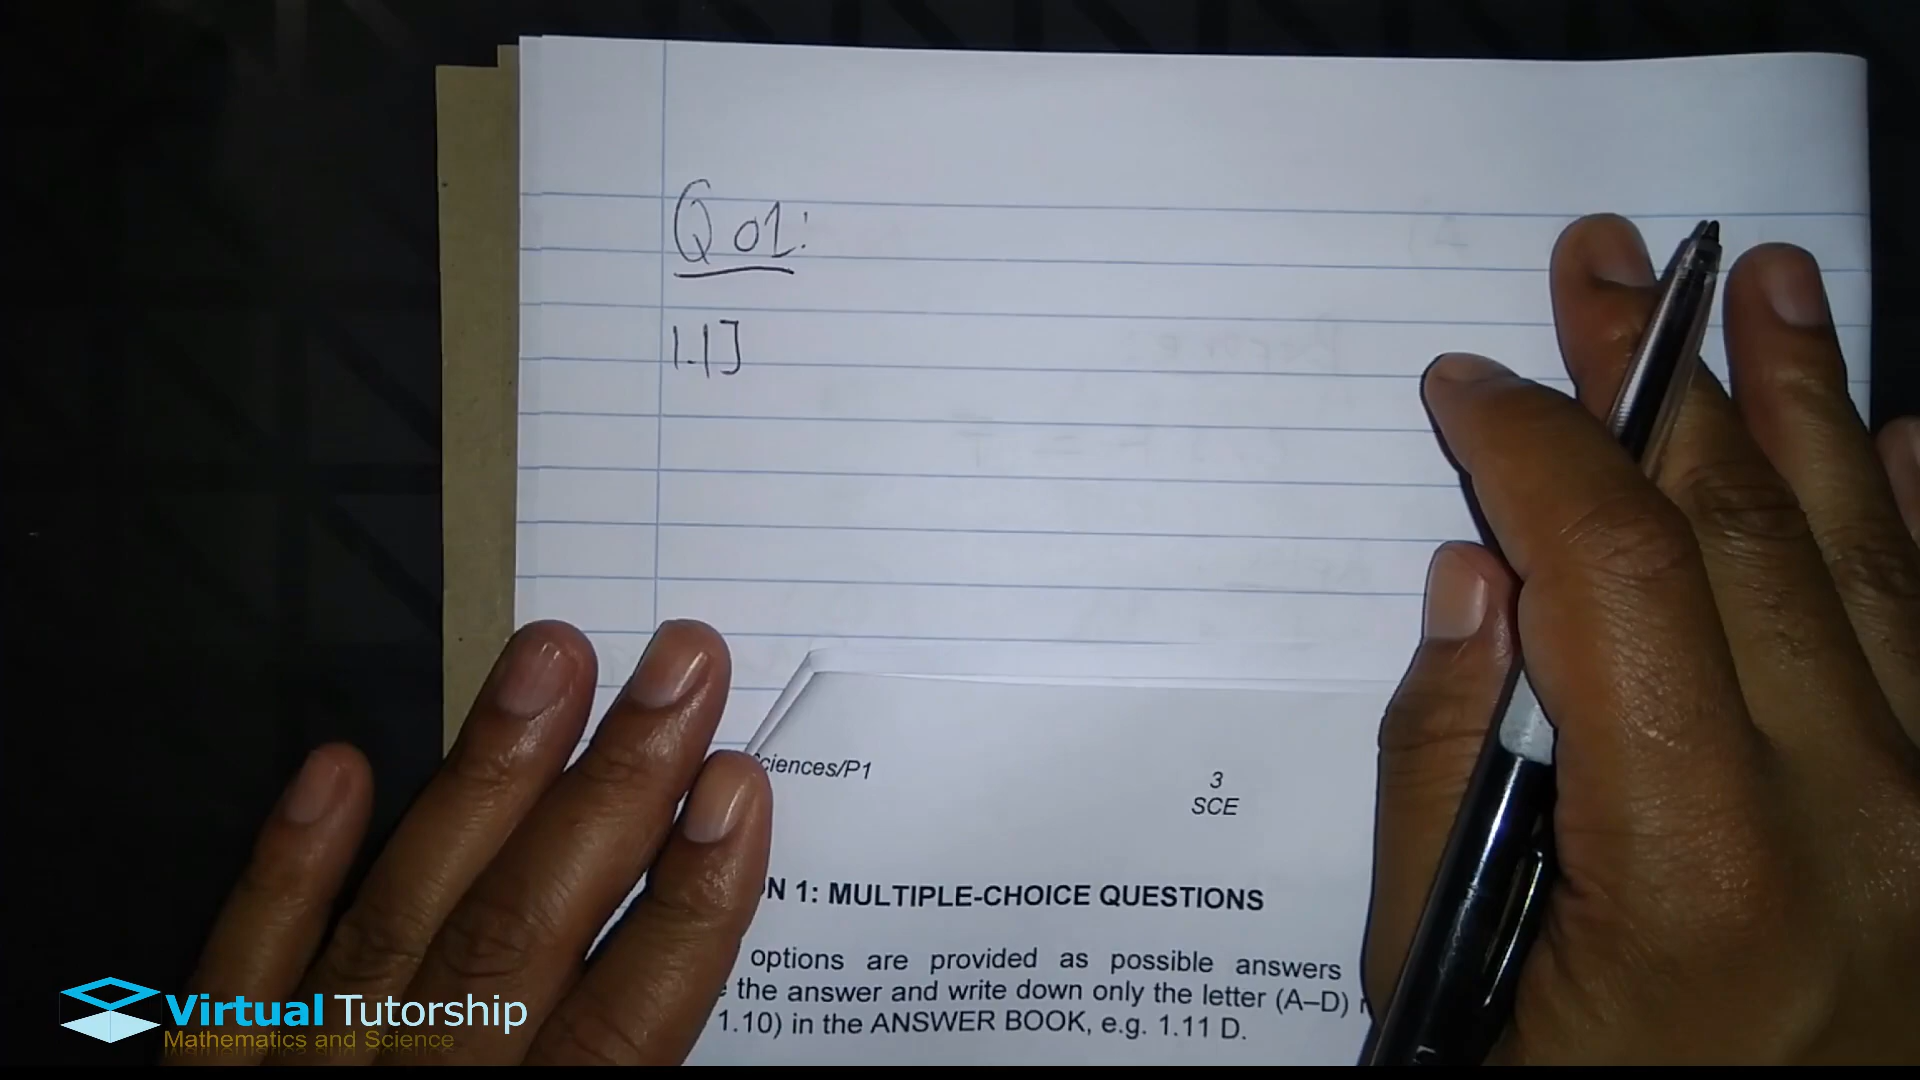 Q 01:
1.1]
ciences/P1
3
SCE
N 1: MULTIPLE-CHOICE QUESTIONS
options are provided as possible answers
the answer and write down only the letter (A–D)
1.10) in the ANSWER BOOK, e.g. 1.11 D.
Virtual Tutorship
Mathematics and Science